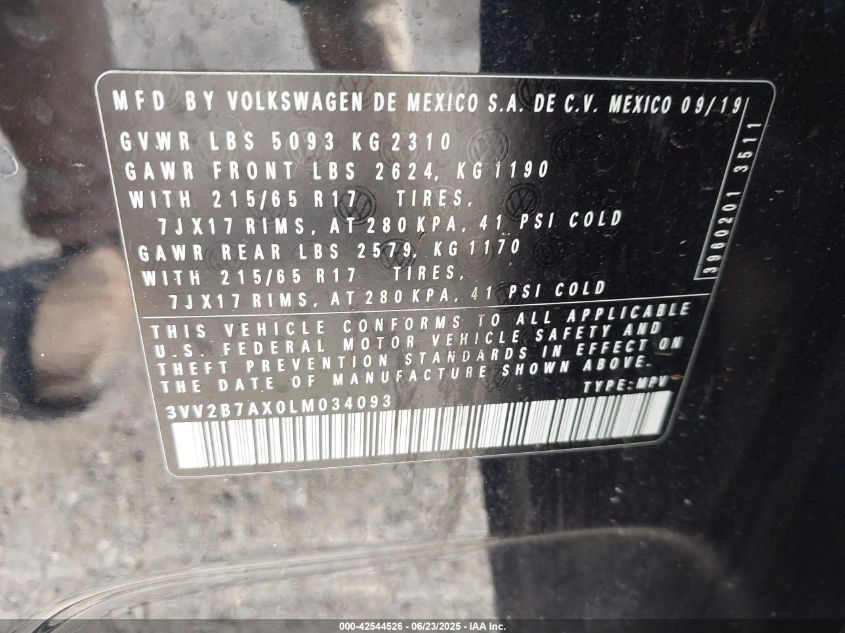 MFD BY VOLKSWAGEN DE MEXICO S.A. DE C.V. MEXICO 09/19
GVWR LBS 5093 KG 2310
GAWR FRONT LBS 2624, KG 1190
WITH 215/65 R17 TIRES,
7JX17 RIMS, AT 280 KPA, 41 PSI COLD
GAWR REAR LBS 2579, KG 1170
WITH 215/65 R17 TIRES,
7JX17 RIMS, AT 280 KPA, 41 PSI COLD
3960201 3511
THIS VEHICLE CONFORMS TO ALL APPLICABLE
U.S. FEDERAL MOTOR VEHICLE SAFETY AND
THEFT PREVENTION STANDARDS IN EFFECT ON
THE DATE OF MANUFACTURE SHOWN ABOVE.
TYPE:MPV
3VV2B7AX0LM034093
000-42544526 - 06/23/2025 - IAA Inc.